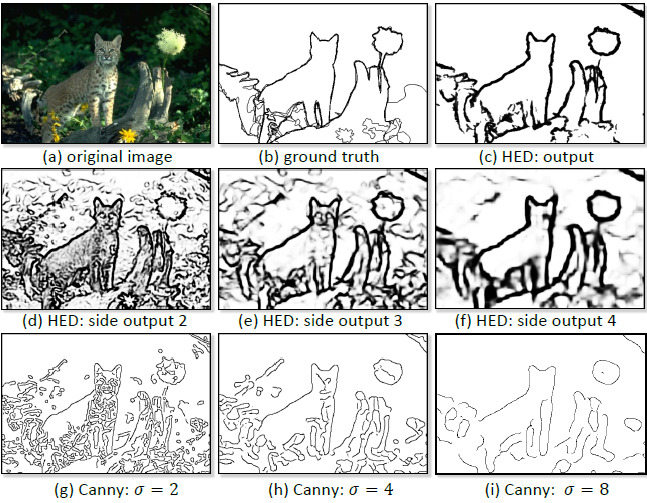 (a) original image
(b) ground truth
(c) HED: output
(d) HED: side output 2
(e) HED: side output 3
(f) HED: side output 4
(g) Canny: σ = 2
(h) Canny: σ = 4
(i) Canny: σ = 8